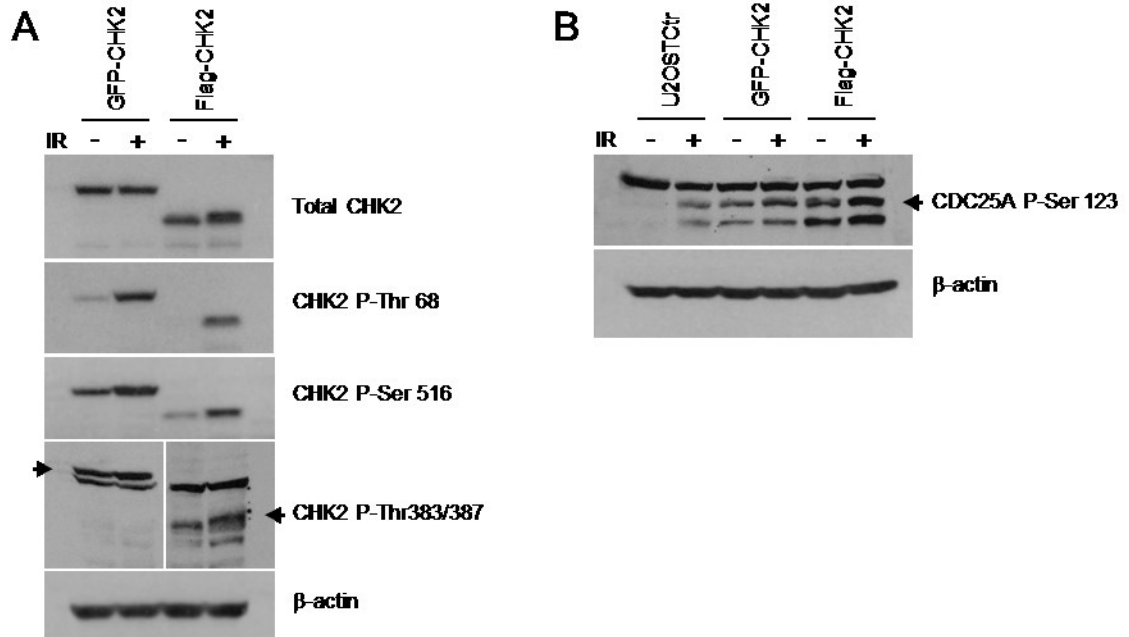 A
GFP-CHK2
Flag-CHK2
IR - + - +
Total CHK2
CHK2 P-Thr 68
CHK2 P-Ser 516
CHK2 P-Thr383/387
β-actin
B
U2OSTCtr
GFP-CHK2
Flag-CHK2
IR - + - + - +
CDC25A P-Ser 123
β-actin